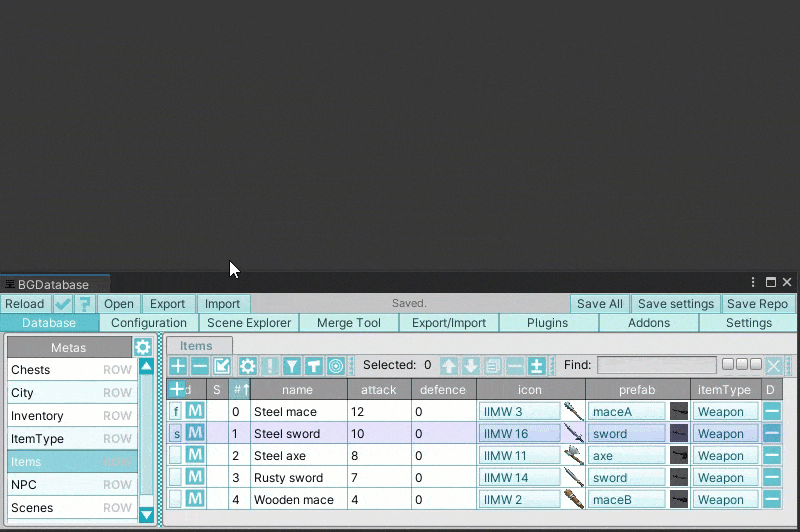 BGDatabase
Reload ? Open Export Import Saved. Save All Save settings Save Repo
Database Configuration Scene Explorer Merge Tool Export/Import Plugins Addons Settings
Metas
Chests ROW
City ROW
Inventory ROW
ItemType ROW
Items ROW
NPC ROW
Scenes ROW
Items
Selected: 0 Find:
d S # name attack defence icon prefab itemType D
f M 0 Steel mace 12 0 IIMW 3 maceA Weapon
s M 1 Steel sword 10 0 IIMW 16 sword Weapon
M 2 Steel axe 8 0 IIMW 11 axe Weapon
M 3 Rusty sword 7 0 IIMW 14 sword Weapon
M 4 Wooden mace 4 0 IIMW 2 maceB Weapon